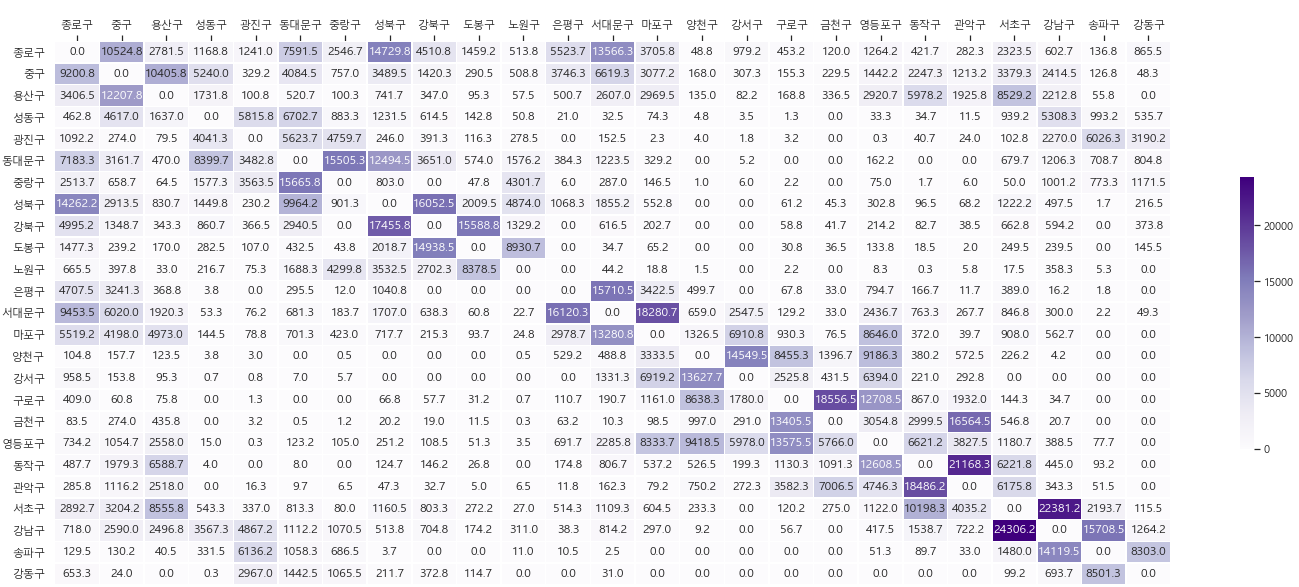 종로구 중구 용산구 성동구 광진구 동대문구 중랑구 성북구 강북구 도봉구 노원구 은평구 서대문구 마포구 양천구 강서구 구로구 금천구 영등포구 동작구 관악구 서초구 강남구 송파구 강동구
종로구 0.0 10524.8 2781.5 1168.8 1241.0 7591.5 2546.7 14729.8 4510.8 1459.2 513.8 5523.7 13566.3 3705.8 48.8 979.2 453.2 120.0 1264.2 421.7 282.3 2323.5 602.7 136.8 865.5
중구 9200.8 0.0 10405.8 5240.0 329.2 4084.5 757.0 3489.5 1420.3 290.5 508.8 3746.3 6619.3 3077.2 168.0 307.3 155.3 229.5 1442.2 2247.3 1213.2 3379.3 2414.5 126.8 48.3
용산구 3406.5 12207.8 0.0 1731.8 100.8 520.7 100.3 741.7 347.0 95.3 57.5 500.7 2607.0 2969.5 135.0 82.2 168.8 336.5 2920.7 5978.2 1925.8 8529.2 2212.8 55.8 0.0
성동구 462.8 4617.0 1637.0 0.0 5815.8 6702.7 883.3 1231.5 614.5 142.8 50.8 21.0 32.5 74.3 4.8 3.5 1.3 0.0 33.3 34.7 11.5 939.2 5308.3 993.2 535.7
광진구 1092.2 274.0 79.5 4041.3 0.0 5623.7 4759.7 246.0 391.3 116.3 278.5 0.0 152.5 2.3 4.0 1.8 3.2 0.0 0.3 40.7 24.0 102.8 2270.0 6026.3 3190.2
동대문구 7183.3 3161.7 470.0 8399.7 3482.8 0.0 15505.3 12494.5 3651.0 574.0 1576.2 384.3 1223.5 329.2 0.0 5.2 0.0 0.0 162.2 0.0 0.0 679.7 1206.3 708.7 804.8
중랑구 2513.7 658.7 64.5 1577.3 3563.5 15665.8 0.0 803.0 0.0 47.8 4301.7 6.0 287.0 146.5 1.0 6.0 2.2 0.0 75.0 1.7 6.0 50.0 1001.2 773.3 1171.5
성북구 14262.2 2913.5 830.7 1449.8 230.2 9964.2 901.3 0.0 16052.5 2009.5 4874.0 1068.3 1855.2 552.8 0.0 0.0 61.2 45.3 302.8 96.5 68.2 1222.2 497.5 1.7 216.5
강북구 4995.2 1348.7 343.3 860.7 366.5 2940.5 0.0 17455.8 0.0 15588.8 1329.2 0.0 616.5 202.7 0.0 0.0 58.8 41.7 214.2 82.7 38.5 662.8 594.2 0.0 373.8
도봉구 1477.3 239.2 170.0 282.5 107.0 432.5 43.8 2018.7 14938.5 0.0 8930.7 0.0 34.7 65.2 0.0 0.0 30.8 36.5 133.8 18.5 2.0 249.5 239.5 0.0 145.5
노원구 665.5 397.8 33.0 216.7 75.3 1688.3 4299.8 3532.5 2702.3 8378.5 0.0 0.0 44.2 18.8 1.5 0.0 2.2 0.0 8.3 0.3 5.8 17.5 358.3 5.3 0.0
은평구 4707.5 3241.3 368.8 3.8 0.0 295.5 12.0 1040.8 0.0 0.0 0.0 0.0 15710.5 3422.5 499.7 0.0 67.8 33.0 794.7 166.7 11.7 389.0 16.2 1.8 0.0
서대문구 9453.5 6020.0 1920.3 53.3 76.2 681.3 183.7 1707.0 638.3 60.8 22.7 16120.3 0.0 18280.7 659.0 2547.5 129.2 33.0 2436.7 763.3 267.7 846.8 300.0 2.2 49.3
마포구 5519.2 4198.0 4973.0 144.5 78.8 701.3 423.0 717.7 215.3 93.7 24.8 2978.7 13280.8 0.0 1326.5 6910.8 930.3 76.5 8646.0 372.0 39.7 908.0 562.7 0.0 0.0
양천구 104.8 157.7 123.5 3.8 3.0 0.0 0.5 0.0 0.0 0.0 0.0 529.2 488.8 3333.5 0.0 14549.5 8455.3 1396.7 9186.3 380.2 572.5 226.2 4.2 0.0 0.0
강서구 958.5 153.8 95.3 0.7 0.8 7.0 5.7 0.0 0.0 0.0 0.0 0.0 1331.3 6919.2 13627.7 0.0 2525.8 431.5 6394.0 221.0 292.8 0.0 0.0 0.0 0.0
구로구 409.0 60.8 75.8 0.0 1.3 0.0 0.0 66.8 57.7 31.2 0.7 110.7 190.7 1161.0 8638.3 1780.0 0.0 18556.5 12708.5 867.0 1932.0 144.3 34.7 0.0 0.0
금천구 83.5 274.0 435.8 0.0 3.2 0.5 1.2 20.2 19.0 11.5 0.3 63.2 10.3 98.5 997.0 291.0 13405.5 0.0 3054.8 2999.5 16564.5 546.8 20.7 0.0 0.0
영등포구 734.2 1054.7 2558.0 15.0 0.3 123.2 105.0 251.2 108.5 51.3 3.5 691.7 2285.8 8333.7 9418.5 5978.0 13575.5 5766.0 0.0 6621.2 3827.5 1180.7 388.5 77.7 0.0
동작구 487.7 1979.3 6588.7 4.0 0.0 8.0 0.0 124.7 146.2 26.8 0.0 174.8 806.7 537.2 526.5 199.3 1130.3 1091.3 12608.5 0.0 21168.3 6221.8 445.0 93.2 0.0
관악구 285.8 1116.2 2518.0 0.0 16.3 9.7 6.5 47.3 32.7 5.0 6.5 11.8 162.3 79.2 750.2 272.3 3582.3 7006.5 4746.3 18486.2 0.0 6175.8 343.3 51.5 0.0
서초구 2892.7 3204.2 8555.8 543.3 337.0 813.3 80.0 1160.5 803.3 272.2 27.0 514.3 1109.3 604.5 233.3 0.0 120.2 275.0 1122.0 10198.3 4035.2 0.0 22381.2 2193.7 115.5
강남구 718.0 2590.0 2496.8 3567.3 4867.2 1112.2 1070.5 513.8 704.8 174.2 311.0 38.3 814.2 297.0 9.2 0.0 56.7 0.0 417.5 1538.7 722.2 24306.2 0.0 15708.5 1264.2
송파구 129.5 130.2 40.5 331.5 6136.2 1058.3 686.5 3.7 0.0 0.0 11.0 10.5 2.5 0.0 0.0 0.0 0.0 0.0 51.3 89.7 33.0 1480.0 14119.5 0.0 8303.0
강동구 653.3 24.0 0.0 0.3 2967.0 1442.5 1065.5 211.7 372.8 114.7 0.0 0.0 31.0 0.0 0.0 0.0 0.0 0.0 0.0 0.0 0.0 99.2 693.7 8501.3 0.0
20000
15000
10000
5000
0